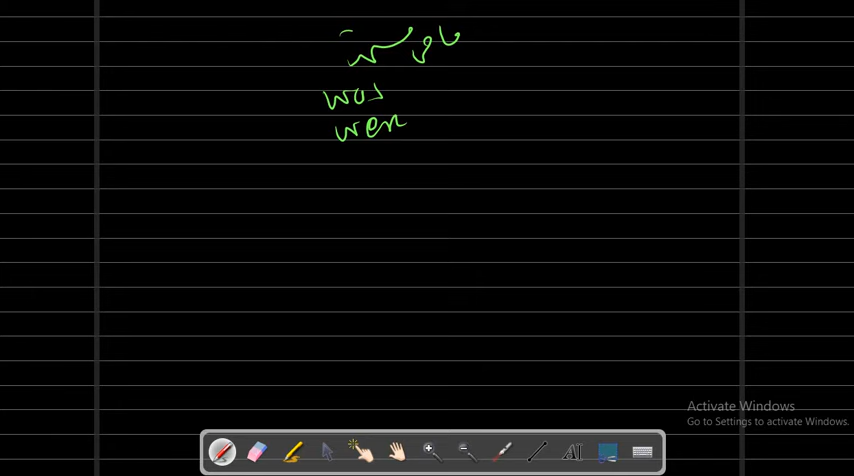 was
were
Activate Windows
Go to Settings to activate Windows.